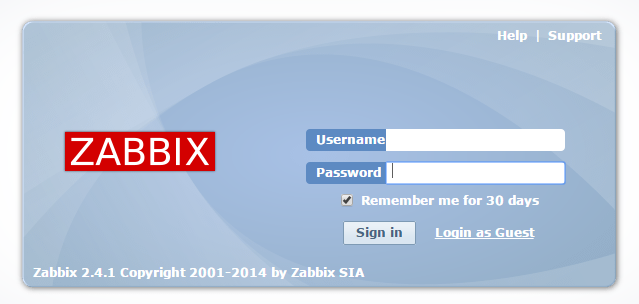 Help | Support
ZABBIX
Username
Password
Remember me for 30 days
Sign in Login as Guest
Zabbix 2.4.1 Copyright 2001-2014 by Zabbix SIA